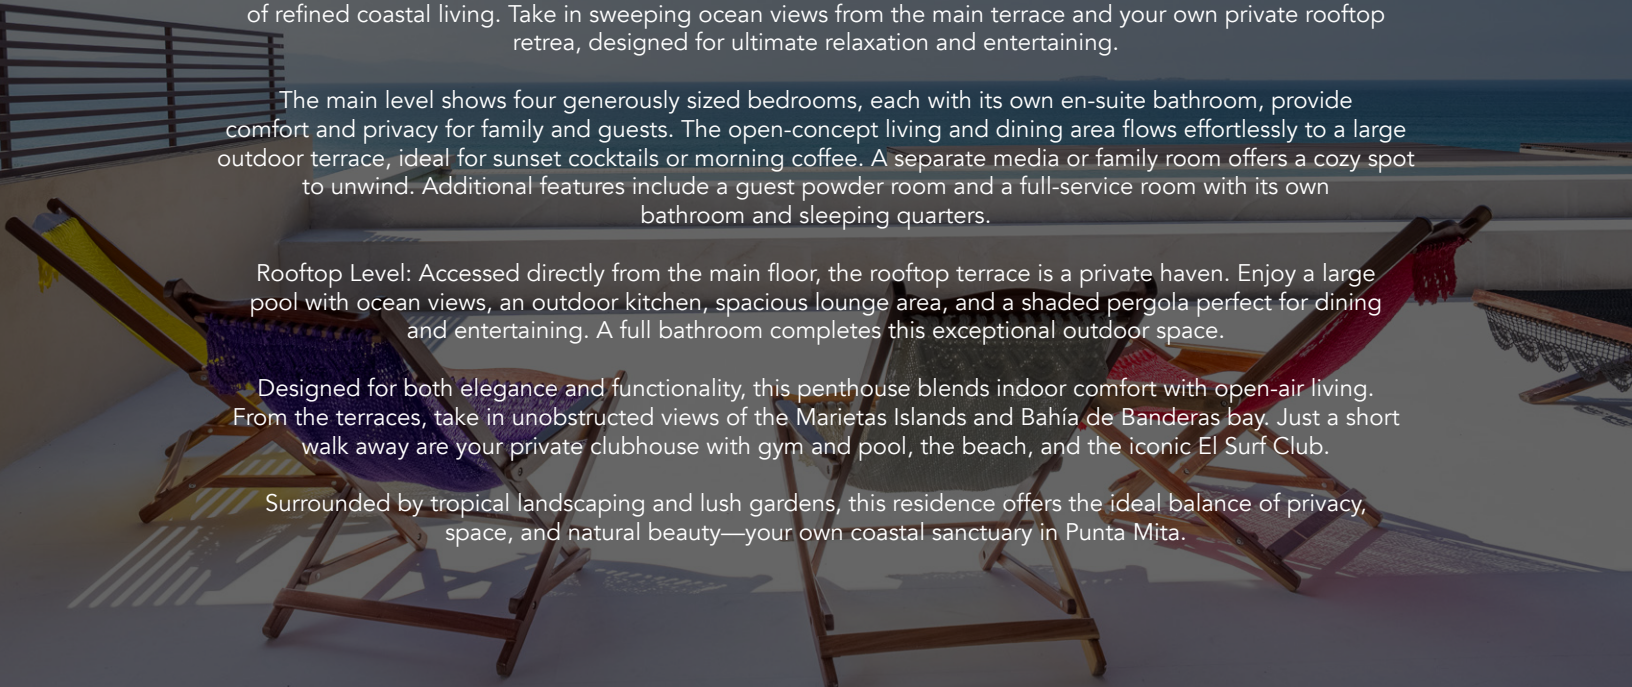 of refined coastal living. Take in sweeping ocean views from the main terrace and your own private rooftop
retrea, designed for ultimate relaxation and entertaining.
The main level shows four generously sized bedrooms, each with its own en-suite bathroom, provide
comfort and privacy for family and guests. The open-concept living and dining area flows effortlessly to a large
outdoor terrace, ideal for sunset cocktails or morning coffee. A separate media or family room offers a cozy spot
to unwind. Additional features include a guest powder room and a full-service room with its own
bathroom and sleeping quarters.
Rooftop Level: Accessed directly from the main floor, the rooftop terrace is a private haven. Enjoy a large
pool with ocean views, an outdoor kitchen, spacious lounge area, and a shaded pergola perfect for dining
and entertaining. A full bathroom completes this exceptional outdoor space.
Designed for both elegance and functionality, this penthouse blends indoor comfort with open-air living.
From the terraces, take in unobstructed views of the Marietas Islands and Bahía de Banderas bay. Just a short
walk away are your private clubhouse with gym and pool, the beach, and the iconic El Surf Club.
Surrounded by tropical landscaping and lush gardens, this residence offers the ideal balance of privacy,
space, and natural beauty—your own coastal sanctuary in Punta Mita.